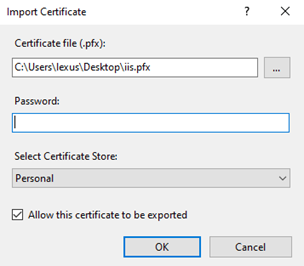 Import Certificate
?
Certificate file (.pfx):
C:\Users\lexus\Desktop\iis.pfx
...
Password:
Select Certificate Store:
Personal
Allow this certificate to be exported
OK
Cancel